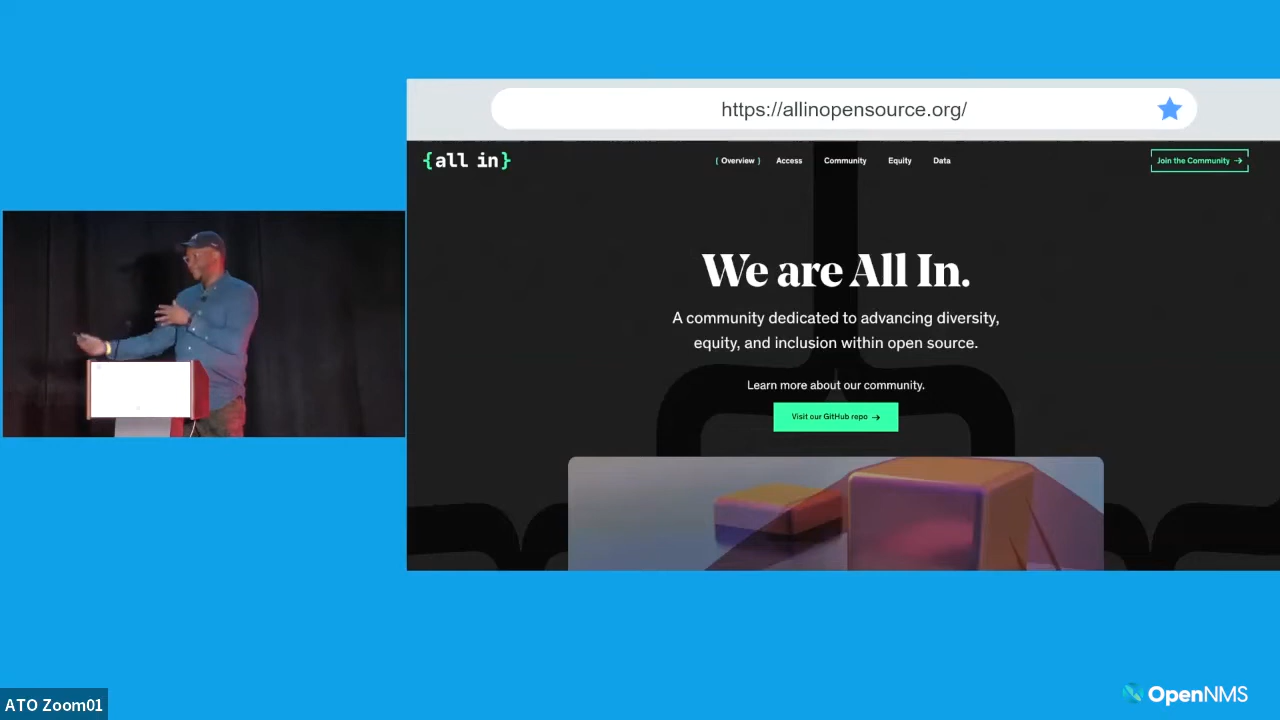 https://allinopensource.org/
{all in}
{ Overview } Access Community Equity Data
Join the Community →
We are All In.
A community dedicated to advancing diversity,
equity, and inclusion within open source.
Learn more about our community.
Visit our GitHub repo →
ATO Zoom01
OpenNMS